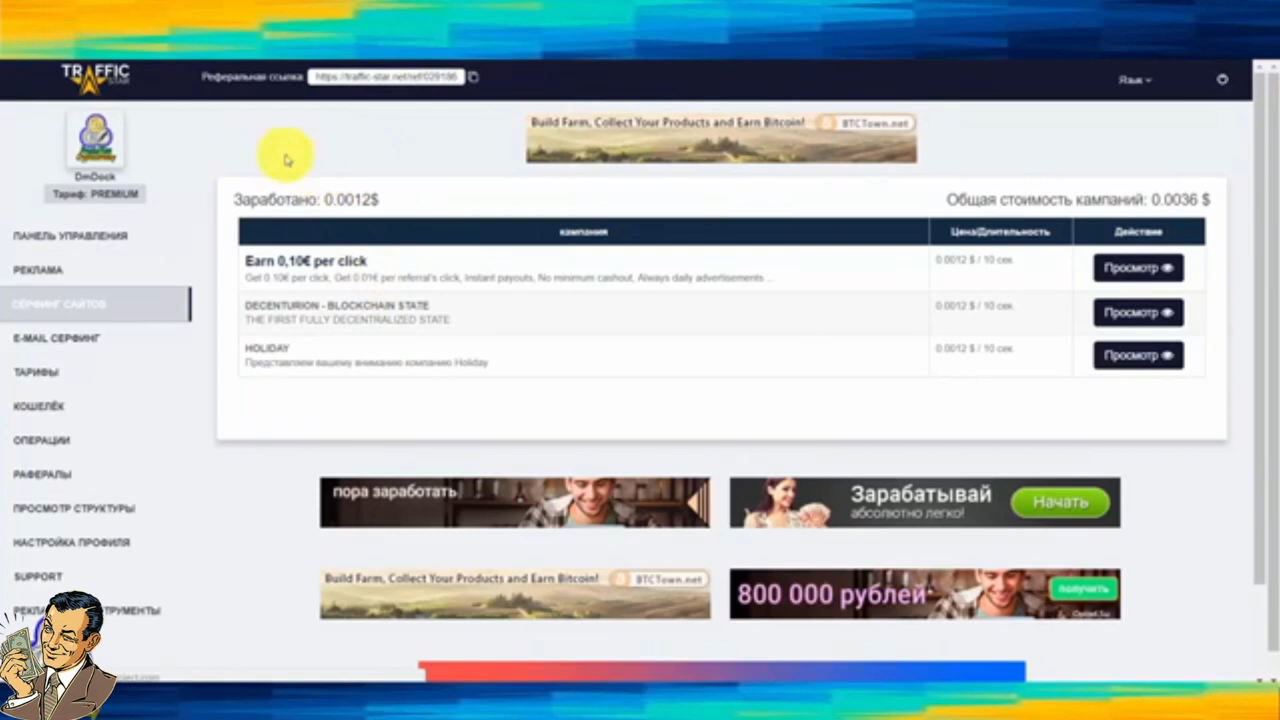 TRAFFIC
STAR
Реферальная ссылка
https://traffic-star.net/ref/029186
Язык
DmDock
Тариф: PREMIUM
Build Farm, Collect Your Products and Earn Bitcoin! BTCTown.net
Заработано: 0.0012$
Общая стоимость кампаний: 0.0036 $
кампания
Цена/Длительность
Действие
Earn 0,10€ per click
Get 0.10€ per click, Get 0.01€ per referral's click, Instant payouts, No minimum cashout, Always daily advertisements ...
0.0012 $ / 10 сек.
Просмотр
DECENTURION - BLOCKCHAIN STATE
THE FIRST FULLY DECENTRALIZED STATE
0.0012 $ / 10 сек.
Просмотр
HOLIDAY
Представляем вашему вниманию компанию Holiday
0.0012 $ / 10 сек.
Просмотр
ПАНЕЛЬ УПРАВЛЕНИЯ
РЕКЛАМА
СЕРФИНГ САЙТОВ
E-MAIL СЕРФИНГ
ТАРИФЫ
КОШЕЛЁК
ОПЕРАЦИИ
РАФЕРАЛЫ
ПРОСМОТР СТРУКТУРЫ
НАСТРОЙКА ПРОФИЛЯ
SUPPORT
пора заработать
Зарабатывай
абсолютно легко!
Начать
Build Farm, Collect Your Products and Earn Bitcoin! BTCTown.net
800 000 рублей
получить